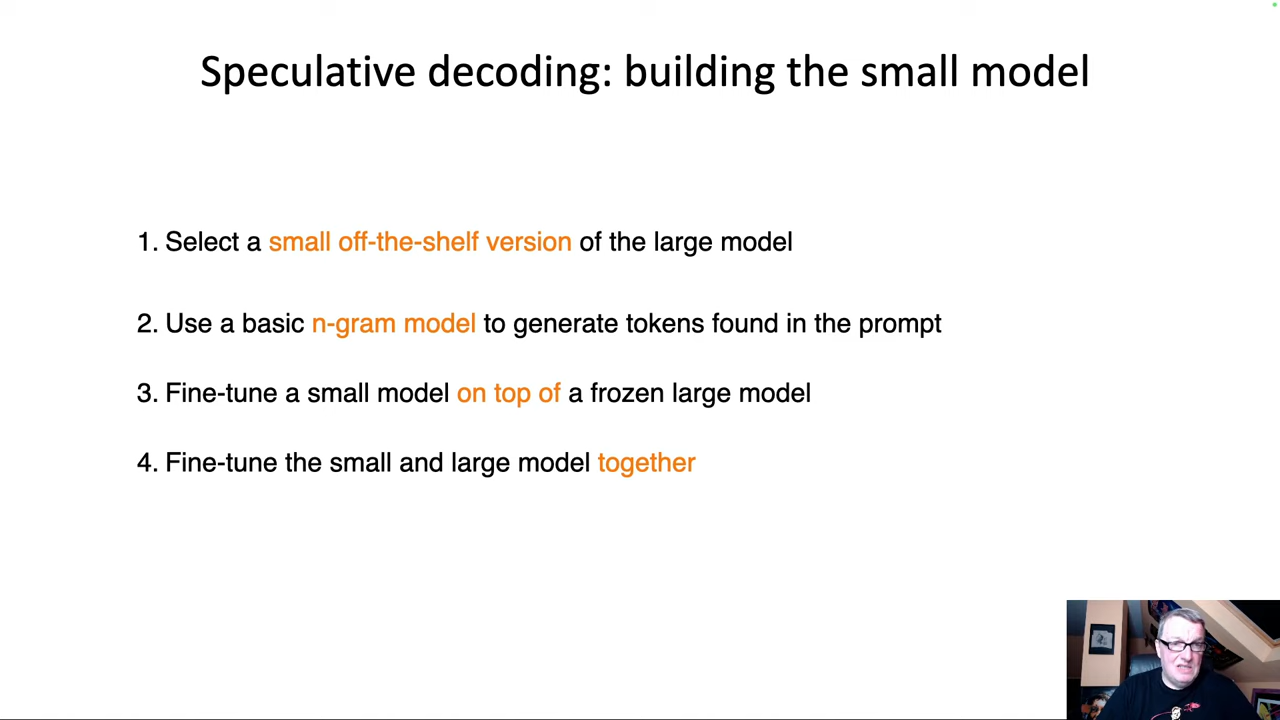 Speculative decoding: building the small model
1. Select a small off-the-shelf version of the large model
2. Use a basic n-gram model to generate tokens found in the prompt
3. Fine-tune a small model on top of a frozen large model
4. Fine-tune the small and large model together